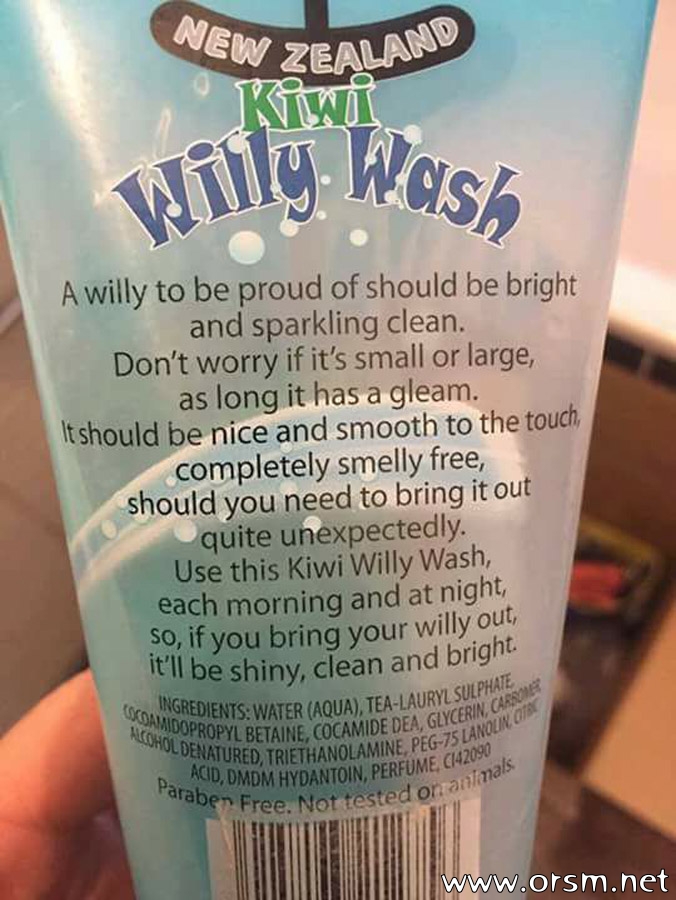 NEW ZEALAND
Kiwi
Willy Wash
A willy to be proud of should be bright
and sparkling clean.
Don't worry if it's small or large,
as long it has a gleam.
It should be nice and smooth to the touch,
completely smelly free,
should you need to bring it out
quite unexpectedly.
Use this Kiwi Willy Wash,
each morning and at night,
so, if you bring your willy out,
it'll be shiny, clean and bright.
INGREDIENTS: WATER (AQUA), TEA-LAURYL SULPHATE,
COCOAMIDOPROPYL BETAINE, COCAMIDE DEA, GLYCERIN, CARBOMER,
ALCOHOL DENATURED, TRIETHANOLAMINE, PEG-75 LANOLIN, CITRIC
ACID, DMDM HYDANTOIN, PERFUME, CI42090
Paraben Free. Not tested on animals.
www.orsm.net